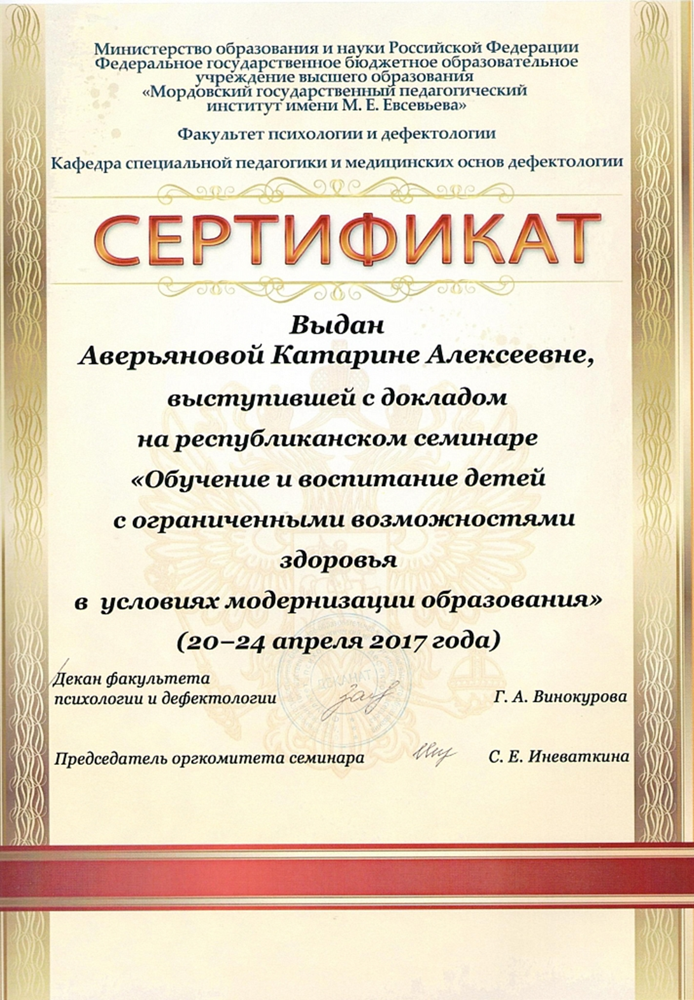 Министерство образования и науки Российской Федерации
Федеральное государственное бюджетное образовательное
учреждение высшего образования
«Мордовский государственный педагогический
институт имени М. Е. Евсевьева»
Факультет психологии и дефектологии
Кафедра специальной педагогики и медицинских основ дефектологии
СЕРТИФИКАТ
Выдан
Аверьяновой Катарине Алексеевне,
выступившей с докладом
на республиканском семинаре
«Обучение и воспитание детей
с ограниченными возможностями
здоровья
в условиях модернизации образования»
(20–24 апреля 2017 года)
Декан факультета
психологии и дефектологии
ДЕКАНАТ
Г. А. Винокурова
Председатель оргкомитета семинара
С. Е. Иневаткина